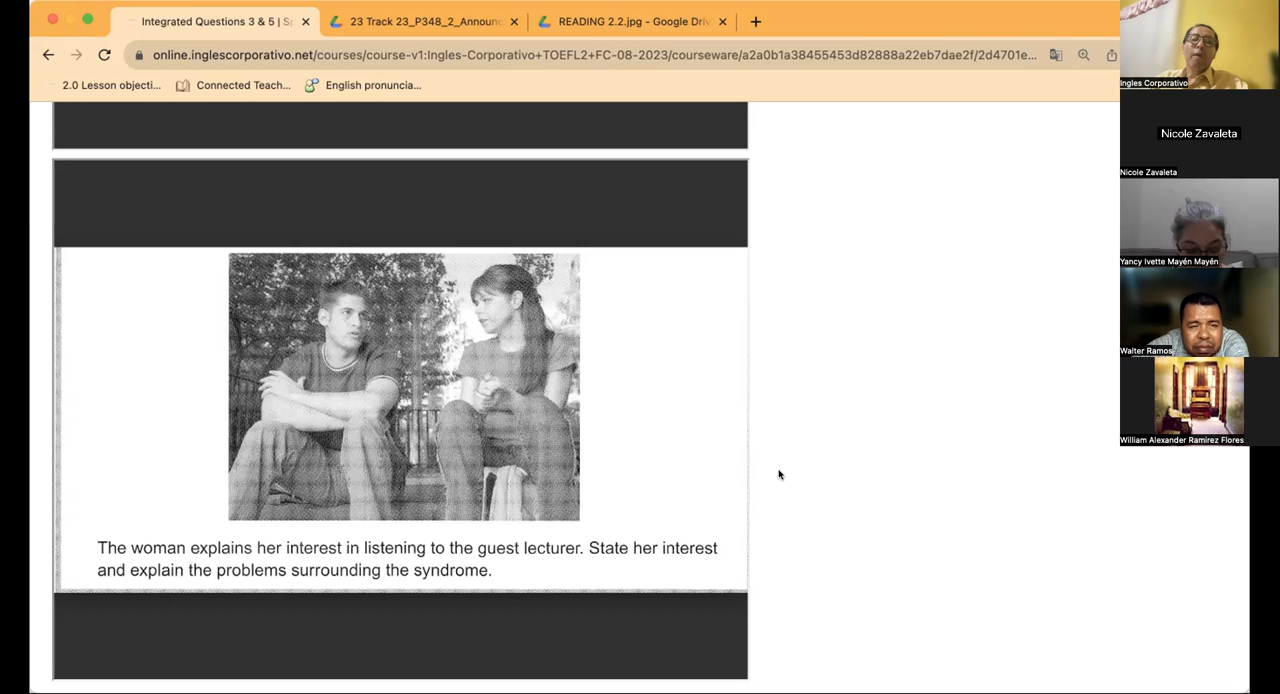 Integrated Questions 3 & 5 | S
23 Track 23_P348_2_Announc
READING 2.2.jpg - Google Driv
online.inglescorporativo.net/courses/course-v1:Ingles-Corporativo+TOEFL2+FC-08-2023/courseware/a2a0b1a38455453d82888a22eb7dae2f/2d4701e...
2.0 Lesson objecti...
Connected Teach...
English pronuncia...
The woman explains her interest in listening to the guest lecturer. State her interest
and explain the problems surrounding the syndrome.
Ingles Corporativo
Nicole Zavaleta
Nicole Zavaleta
Yancy Ivette Mayén Mayén
Walter Ramos
William Alexander Ramirez Flores